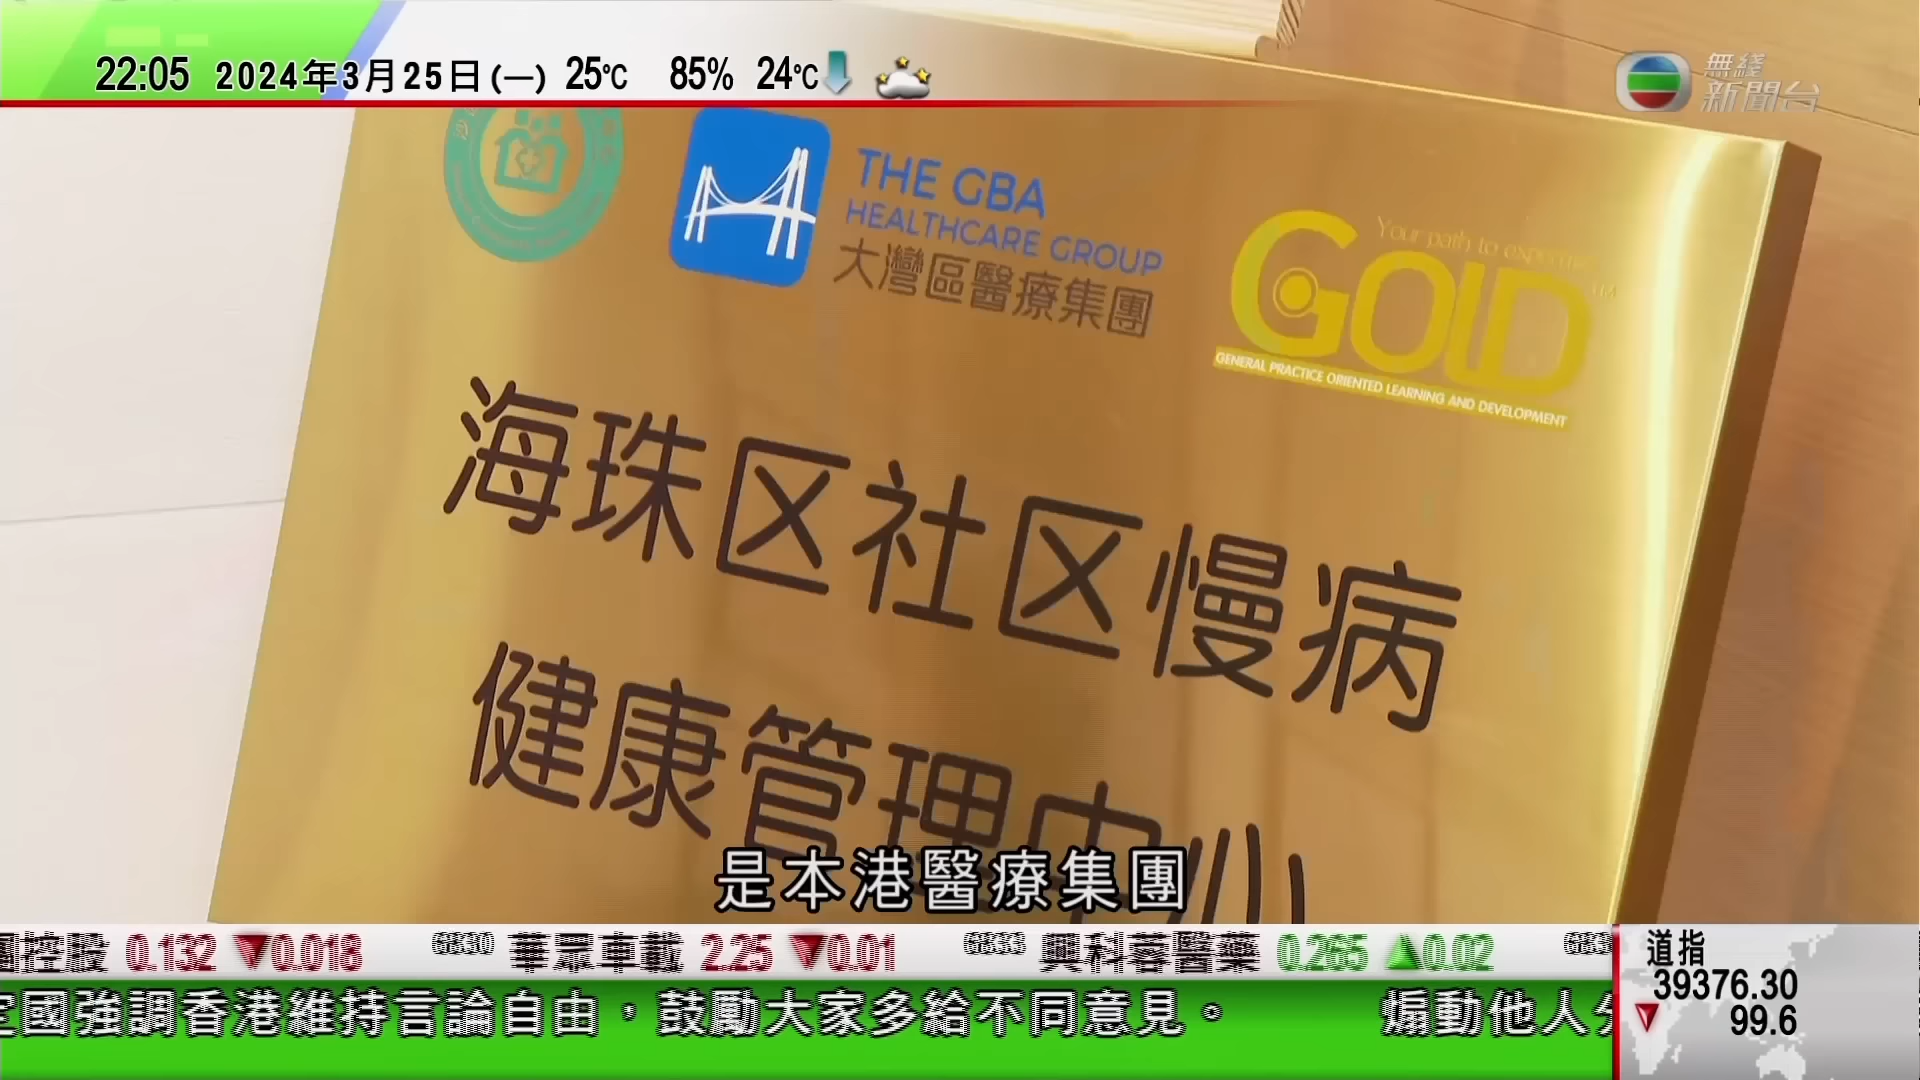 22:05 2024年3月25日(一) 25℃ 85% 24℃
無綫
新聞台
THE GBA
HEALTHCARE GROUP
大灣區醫療集團
Your path to
GOLD
GENERAL PRACTICE ORIENTED LEARNING AND DEVELOPMENT
海珠区社区慢病
健康管理中心
是本港醫療集團
控股 0.132 ▼0.018 華眾車載 2.25 ▼0.01 興科蓉醫藥 0.265 ▲0.02
道指
39376.30
▼ 99.6
國強調香港維持言論自由，鼓勵大家多給不同意見。 煽動他人